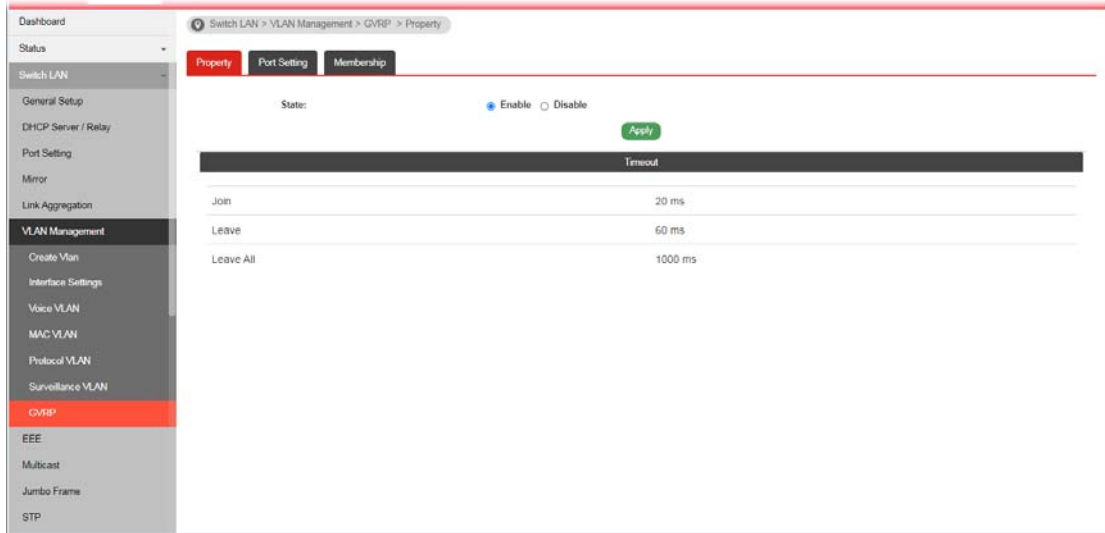 Dashboard
Status
Switch LAN
General Setup
DHCP Server / Relay
Port Setting
Mirror
Link Aggregation
VLAN Management
Create Vlan
Interface Settings
Voice VLAN
MAC VLAN
Protocol VLAN
Surveillance VLAN
GVRP
EEE
Multicast
Jumbo Frame
STP
Switch LAN > VLAN Management > GVRP > Property
Property Port Setting Membership
State: Enable Disable
Apply
Timeout
Join 20 ms
Leave 60 ms
Leave All 1000 ms